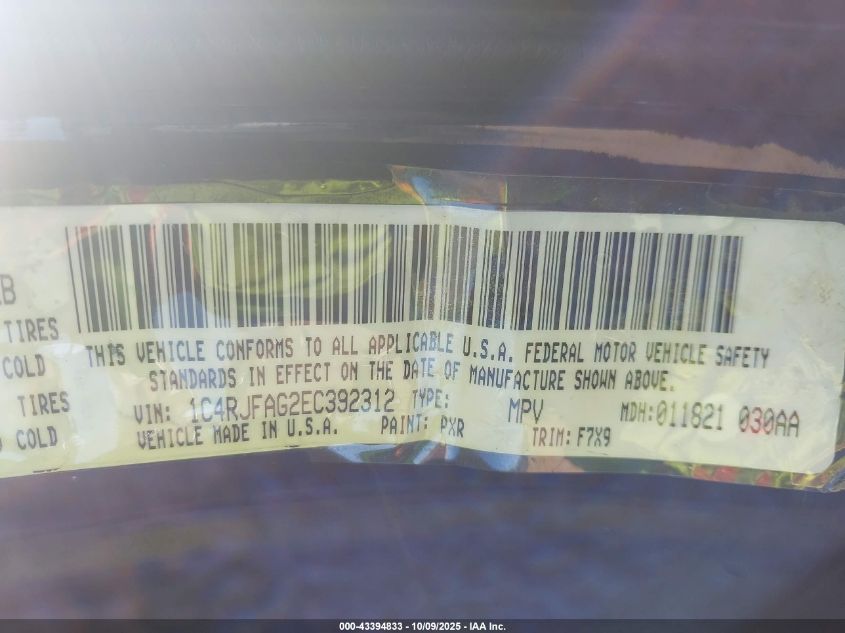 LB
TIRES
COLD
TIRES
COLD
THIS VEHICLE CONFORMS TO ALL APPLICABLE U.S.A. FEDERAL MOTOR VEHICLE SAFETY
STANDARDS IN EFFECT ON THE DATE OF MANUFACTURE SHOWN ABOVE.
VIN: 1C4RJFAG2EC392312 TYPE: MPV MDH:011821 030AA
VEHICLE MADE IN U.S.A. PAINT: PXR TRIM: F7X9
000-43394833 - 10/09/2025 - IAA Inc.